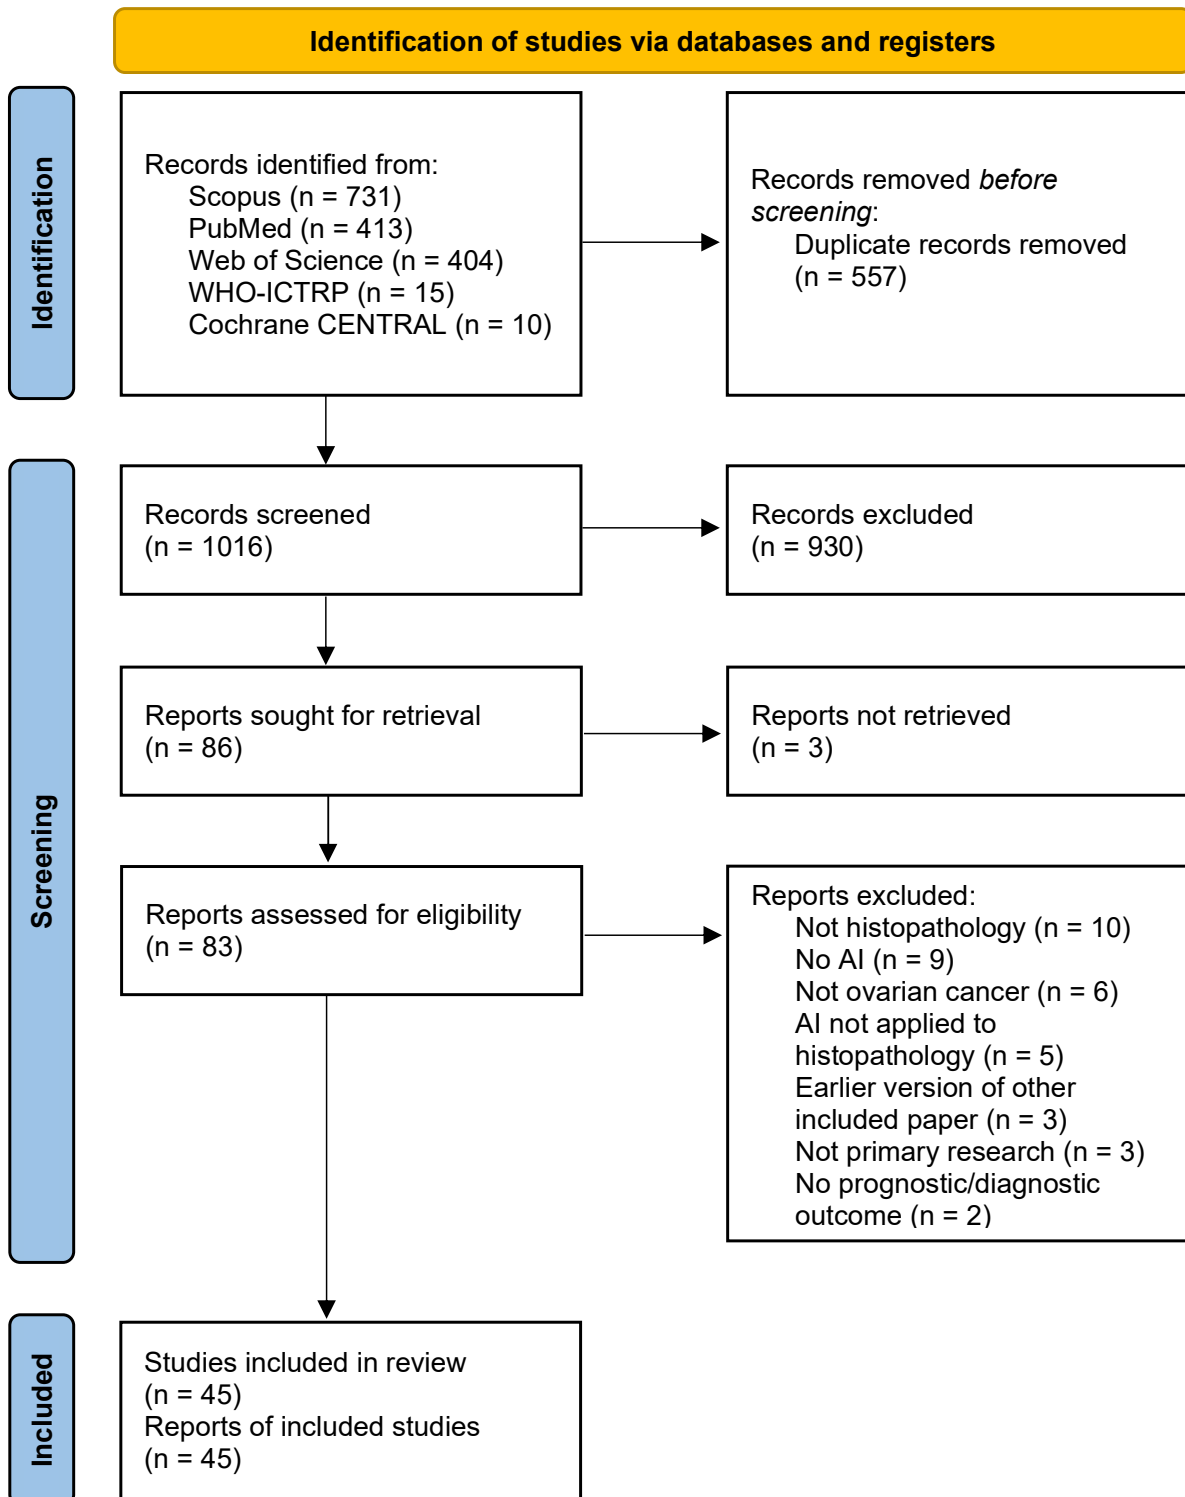 Identification of studies via databases and registers
Identification
Records identified from:
Scopus (n = 731)
PubMed (n = 413)
Web of Science (n = 404)
WHO-ICTRP (n = 15)
Cochrane CENTRAL (n = 10)
Records removed before
screening:
Duplicate records removed
(n = 557)
Screening
Records screened
(n = 1016)
Records excluded
(n = 930)
Reports sought for retrieval
(n = 86)
Reports not retrieved
(n = 3)
Reports assessed for eligibility
(n = 83)
Reports excluded:
Not histopathology (n = 10)
No AI (n = 9)
Not ovarian cancer (n = 6)
AI not applied to
histopathology (n = 5)
Earlier version of other
included paper (n = 3)
Not primary research (n = 3)
No prognostic/diagnostic
outcome (n = 2)
Included
Studies included in review
(n = 45)
Reports of included studies
(n = 45)